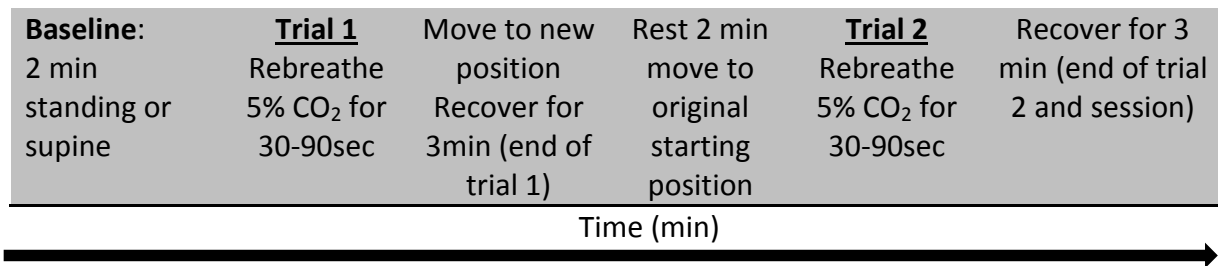 Baseline:
2 min
standing or
supine
Trial 1
Rebreathe
5% CO₂ for
30-90sec
Move to new
position
Recover for
3min (end of
trial 1)
Rest 2 min
move to
original
starting
position
Trial 2
Rebreathe
5% CO₂ for
30-90sec
Recover for 3
min (end of trial
2 and session)
Time (min)